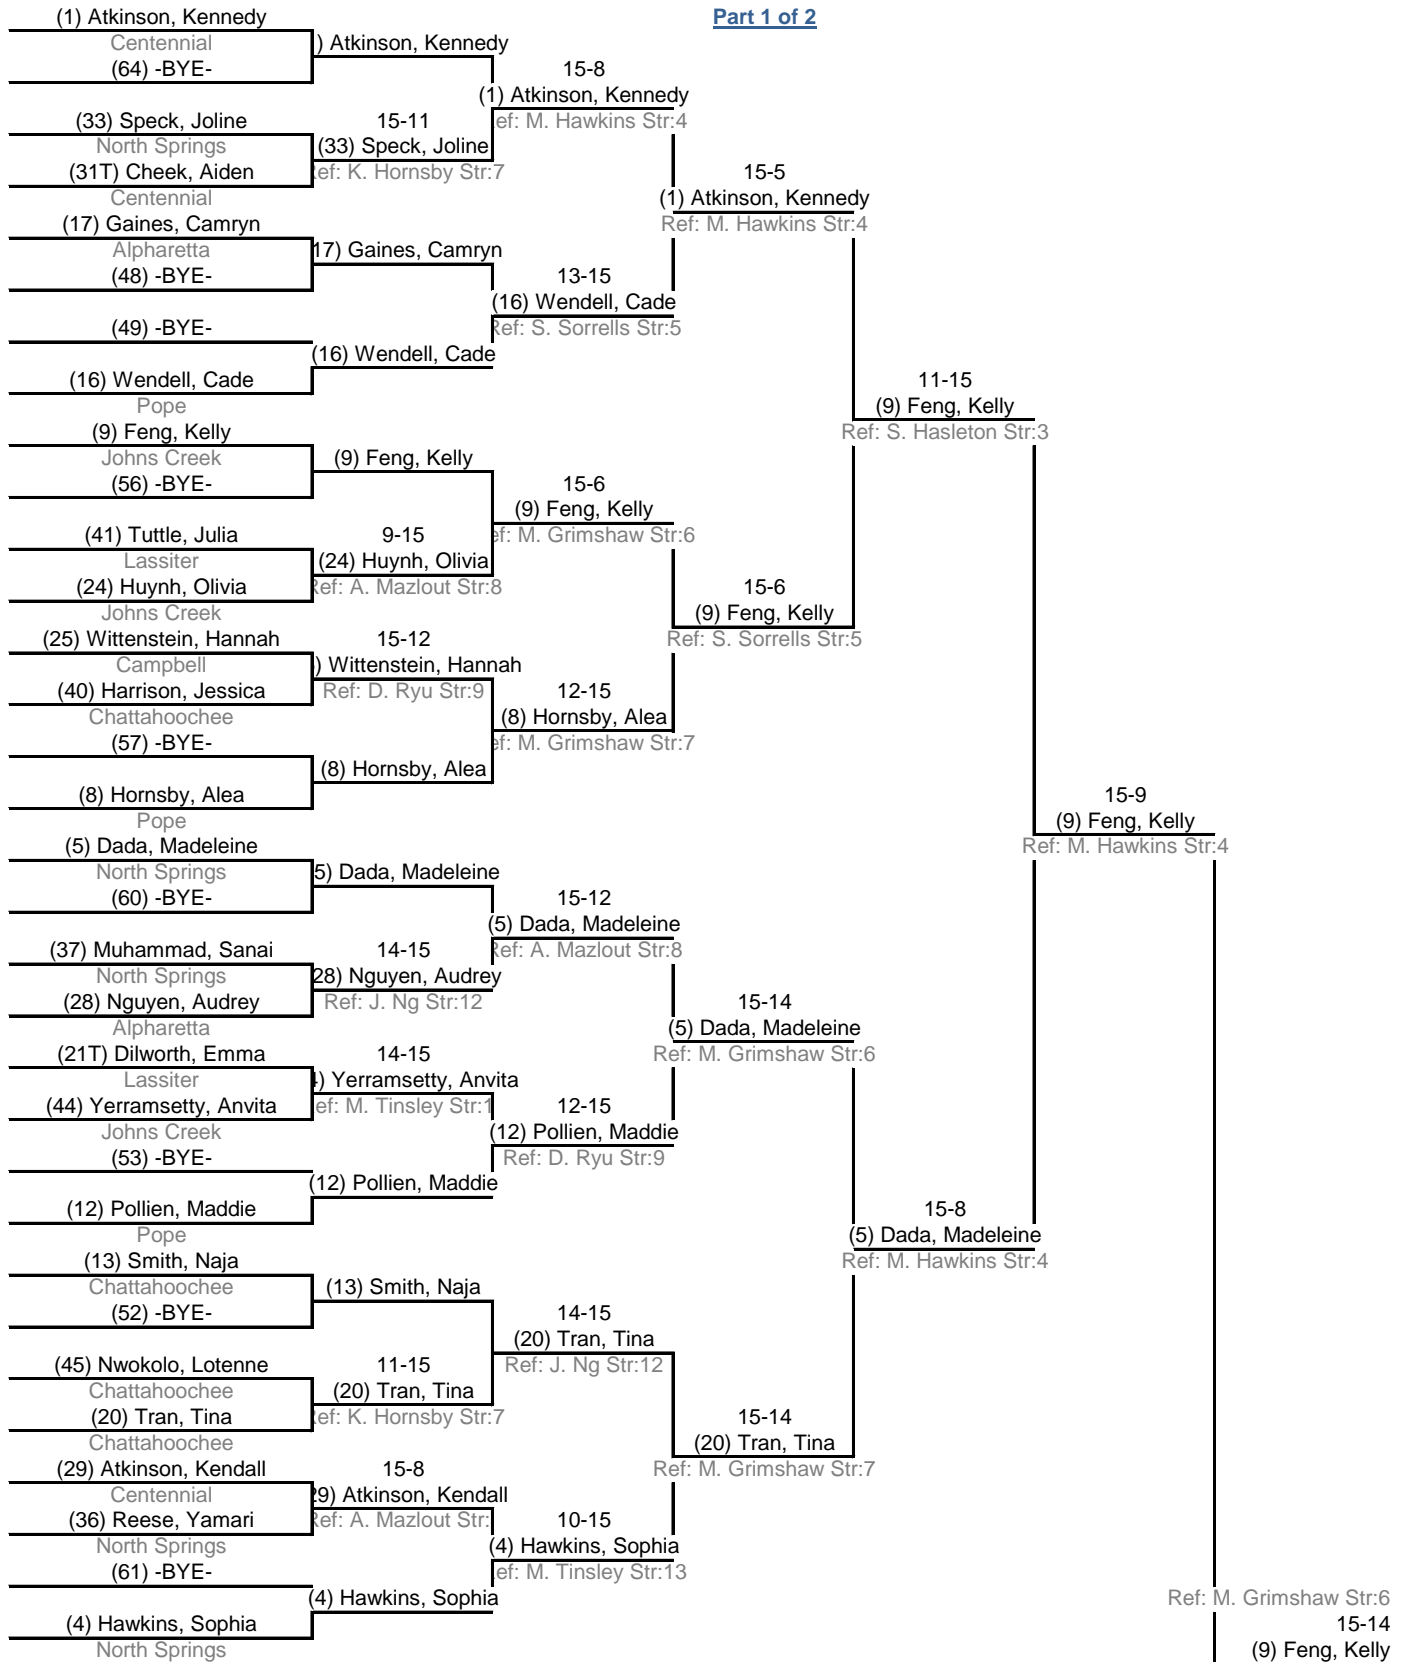 (1) Atkinson, Kennedy
Part 1 of 2
Centennial
) Atkinson, Kennedy
(64) -BYE-
15-8
(1) Atkinson, Kennedy
(33) Speck, Joline
15-11
ef: M. Hawkins Str:4
North Springs
(33) Speck, Joline
(31T) Cheek, Aiden
Ref: K. Hornsby Str:7
15-5
Centennial
(1) Atkinson, Kennedy
(17) Gaines, Camryn
Ref: M. Hawkins Str:4
Alpharetta
17) Gaines, Camryn
(48) -BYE-
13-15
(16) Wendell, Cade
(49) -BYE-
Ref: S. Sorrells Str:5
(16) Wendell, Cade
(16) Wendell, Cade
11-15
Pope
(9) Feng, Kelly
(9) Feng, Kelly
Ref: S. Hasleton Str:3
Johns Creek
(9) Feng, Kelly
(56) -BYE-
15-6
(9) Feng, Kelly
(41) Tuttle, Julia
9-15
ef: M. Grimshaw Str:6
Lassiter
(24) Huynh, Olivia
(24) Huynh, Olivia
Ref: A. Mazlout Str:8
15-6
Johns Creek
(9) Feng, Kelly
(25) Wittenstein, Hannah
15-12
Ref: S. Sorrells Str:5
Campbell
) Wittenstein, Hannah
(40) Harrison, Jessica
Ref: D. Ryu Str:9
12-15
Chattahoochee
(8) Hornsby, Alea
(57) -BYE-
ef: M. Grimshaw Str:7
(8) Hornsby, Alea
(8) Hornsby, Alea
15-9
Pope
(9) Feng, Kelly
(5) Dada, Madeleine
Ref: M. Hawkins Str:4
North Springs
5) Dada, Madeleine
(60) -BYE-
15-12
(5) Dada, Madeleine
(37) Muhammad, Sanai
14-15
Ref: A. Mazlout Str:8
North Springs
28) Nguyen, Audrey
(28) Nguyen, Audrey
Ref: J. Ng Str:12
15-14
Alpharetta
(5) Dada, Madeleine
(21T) Dilworth, Emma
14-15
Ref: M. Grimshaw Str:6
Lassiter
4) Yerramsetty, Anvita
(44) Yerramsetty, Anvita
ef: M. Tinsley Str:1
12-15
Johns Creek
(12) Pollien, Maddie
(53) -BYE-
Ref: D. Ryu Str:9
(12) Pollien, Maddie
(12) Pollien, Maddie
15-8
Pope
(5) Dada, Madeleine
(13) Smith, Naja
Ref: M. Hawkins Str:4
Chattahoochee
(13) Smith, Naja
(52) -BYE-
14-15
(20) Tran, Tina
(45) Nwokolo, Lotenne
11-15
Ref: J. Ng Str:12
Chattahoochee
(20) Tran, Tina
(20) Tran, Tina
Ref: K. Hornsby Str:7
15-14
Chattahoochee
(20) Tran, Tina
(29) Atkinson, Kendall
15-8
Ref: M. Grimshaw Str:7
Centennial
29) Atkinson, Kendall
(36) Reese, Yamari
Ref: A. Mazlout Str:
10-15
North Springs
(4) Hawkins, Sophia
(61) -BYE-
ef: M. Tinsley Str:13
(4) Hawkins, Sophia
Ref: M. Grimshaw Str:6
(4) Hawkins, Sophia
15-14
North Springs
(9) Feng, Kelly